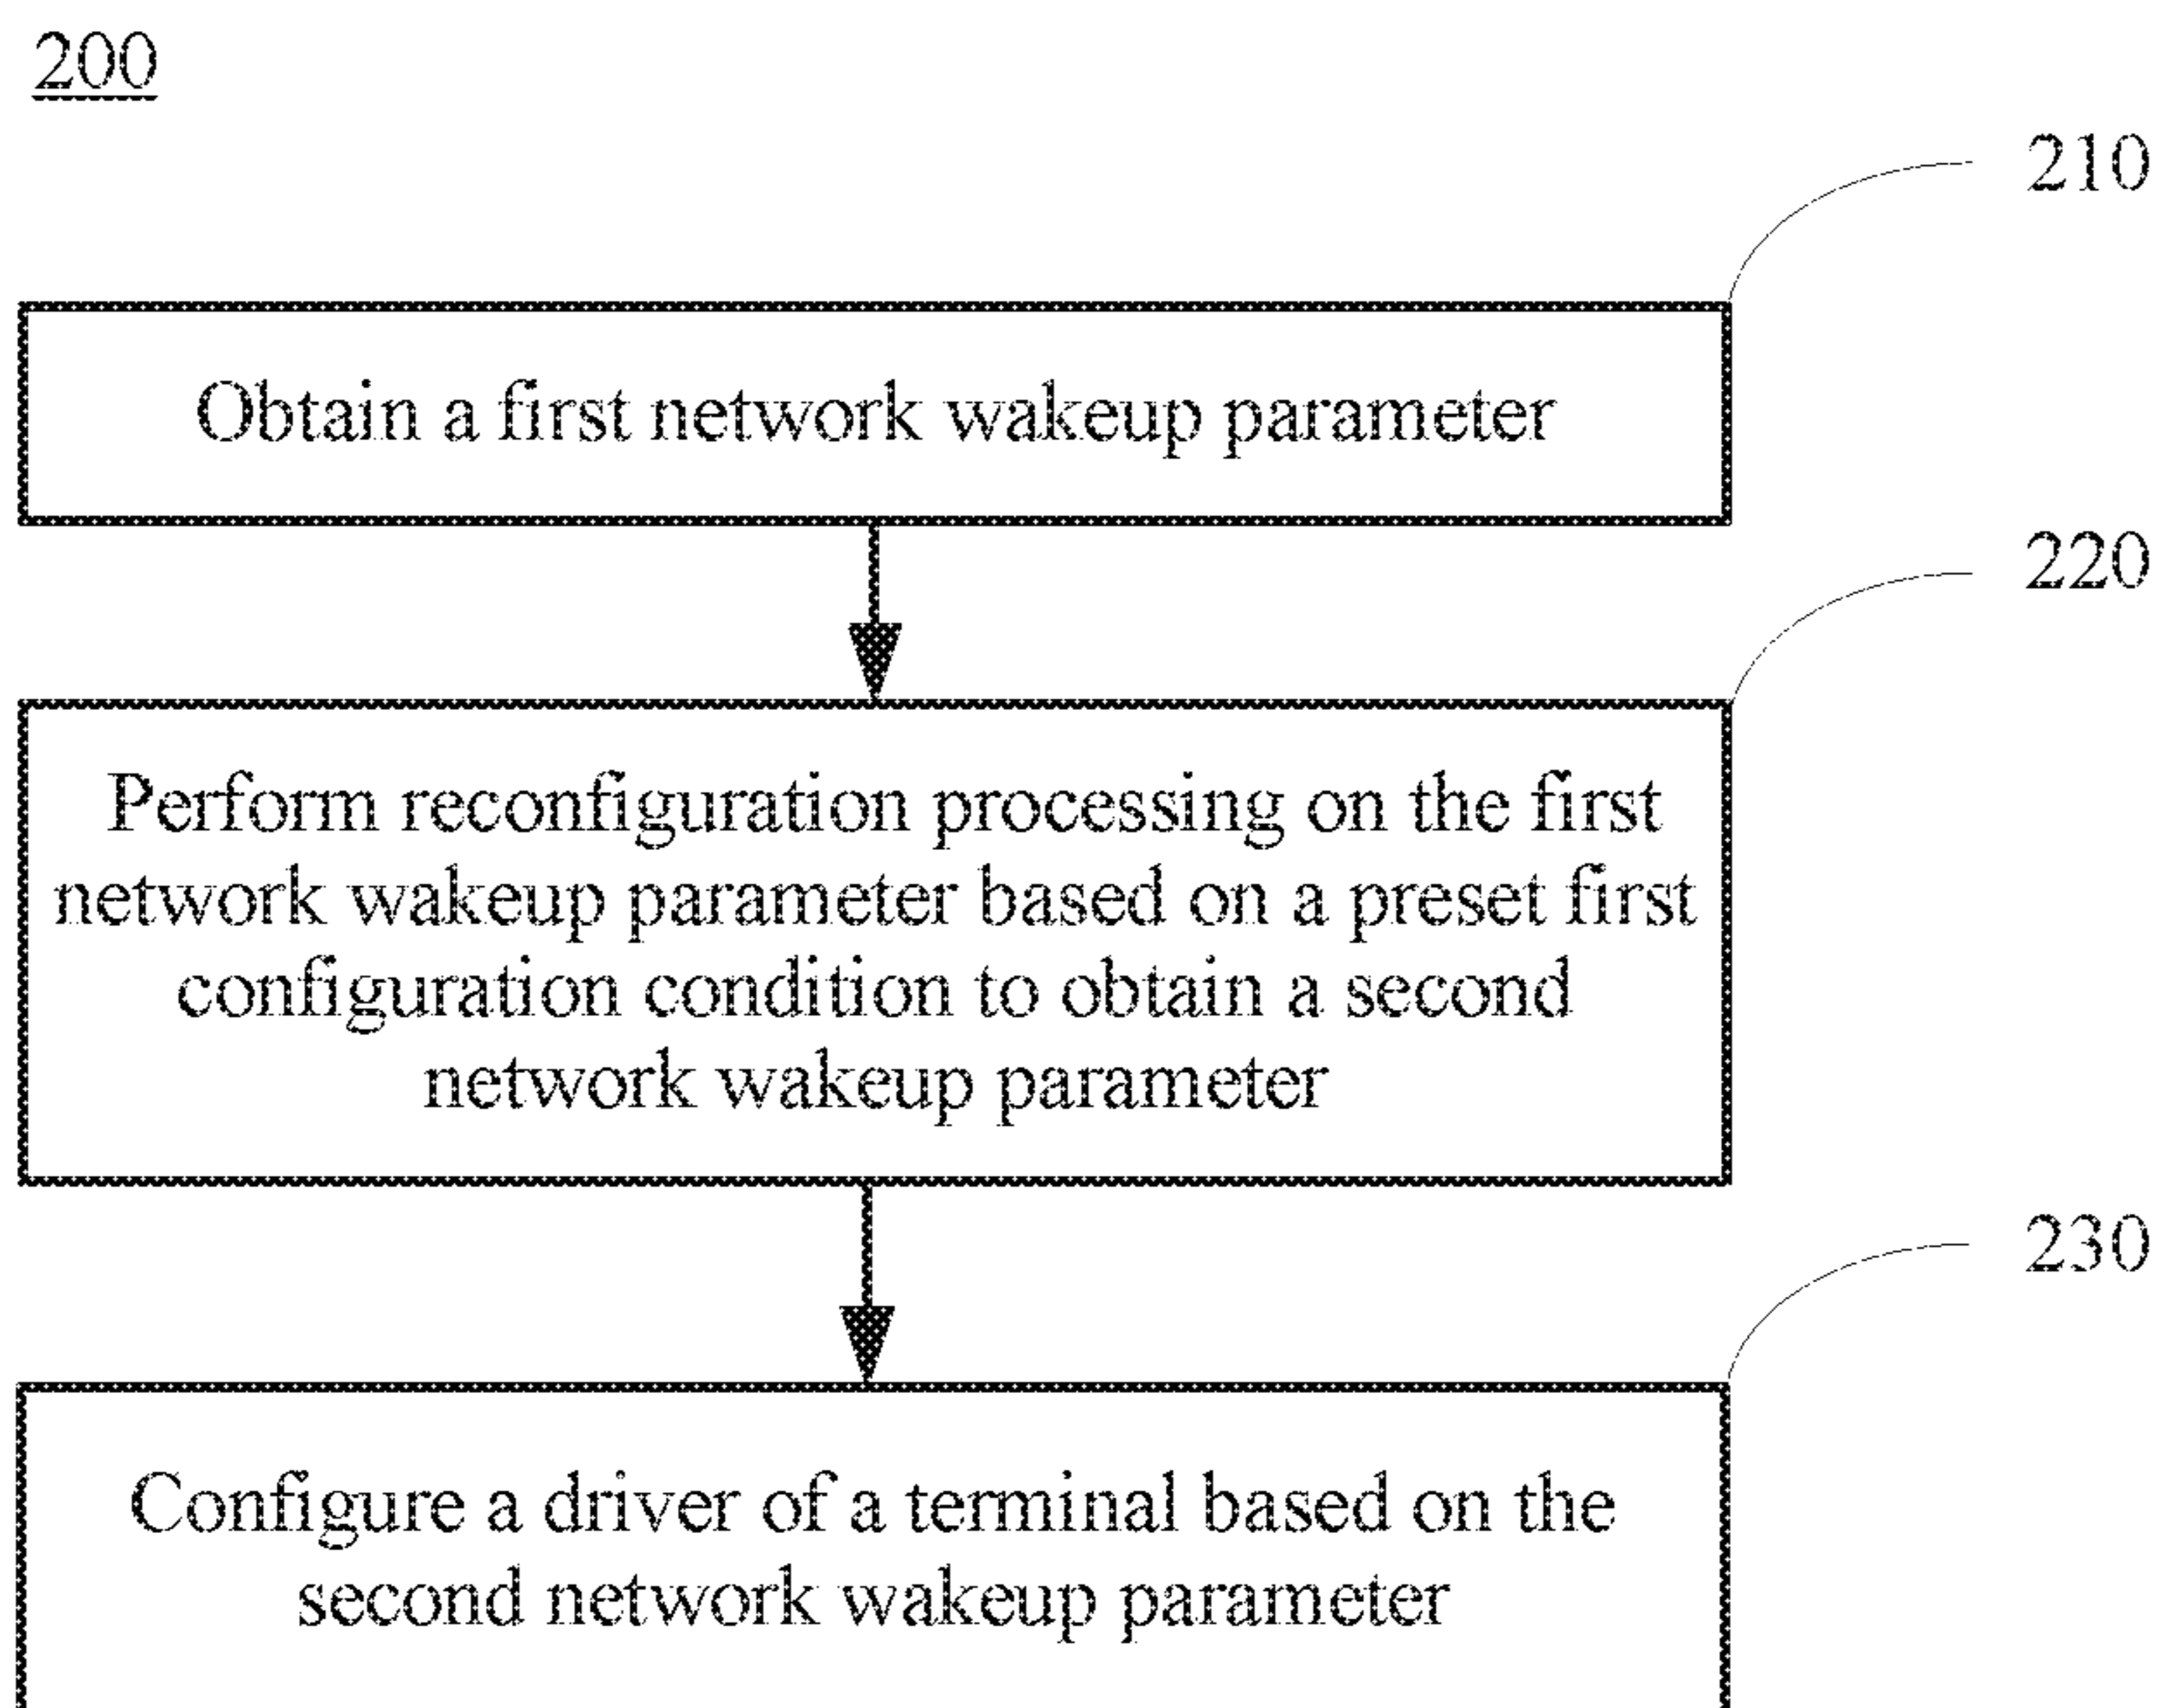 200
210
Obtain a first network wakeup parameter
220
Perform reconfiguration processing on the first
network wakeup parameter based on a preset first
configuration condition to obtain a second
network wakeup parameter
230
Configure a driver of a terminal based on the
second network wakeup parameter